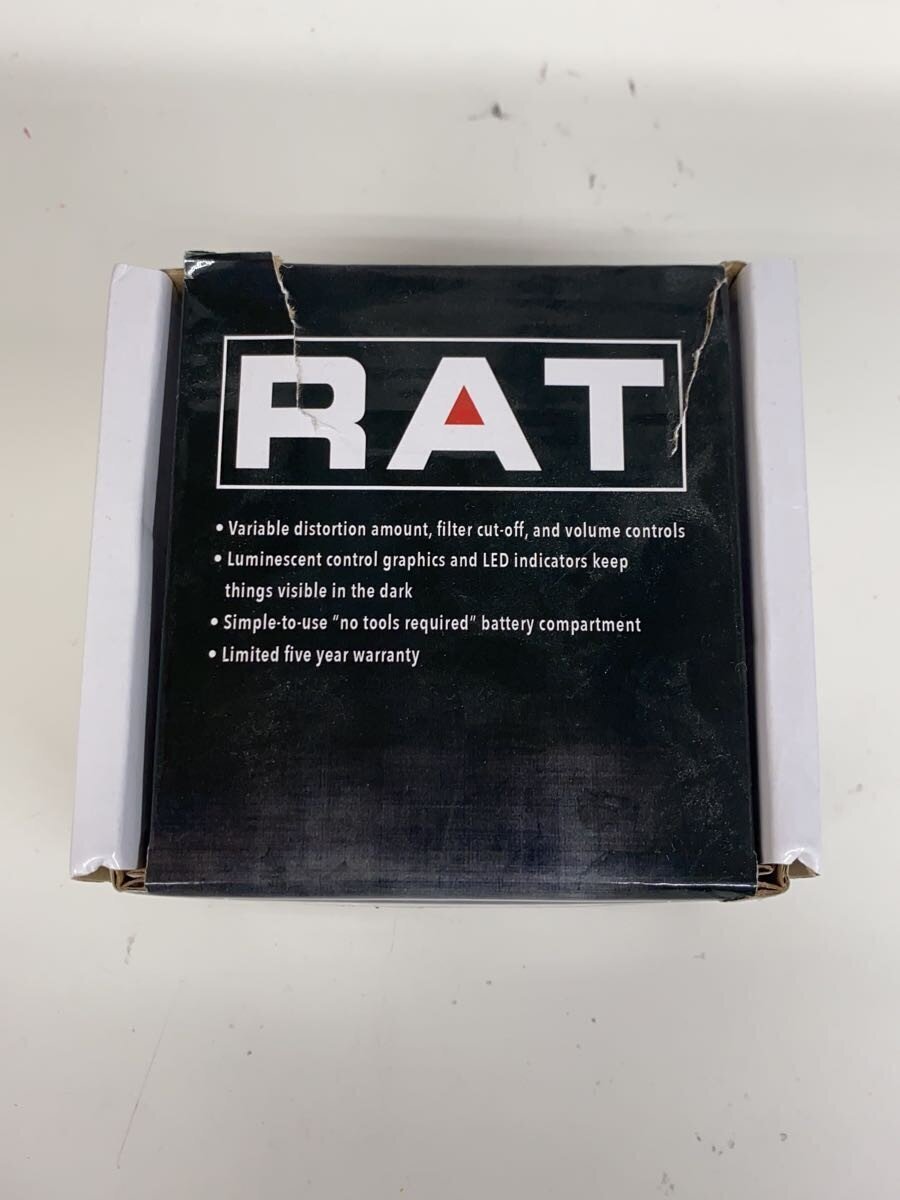 RAT
• Variable distortion amount, filter cut-off, and volume controls
• Luminescent control graphics and LED indicators keep
things visible in the dark
• Simple-to-use "no tools required" battery compartment
• Limited five year warranty